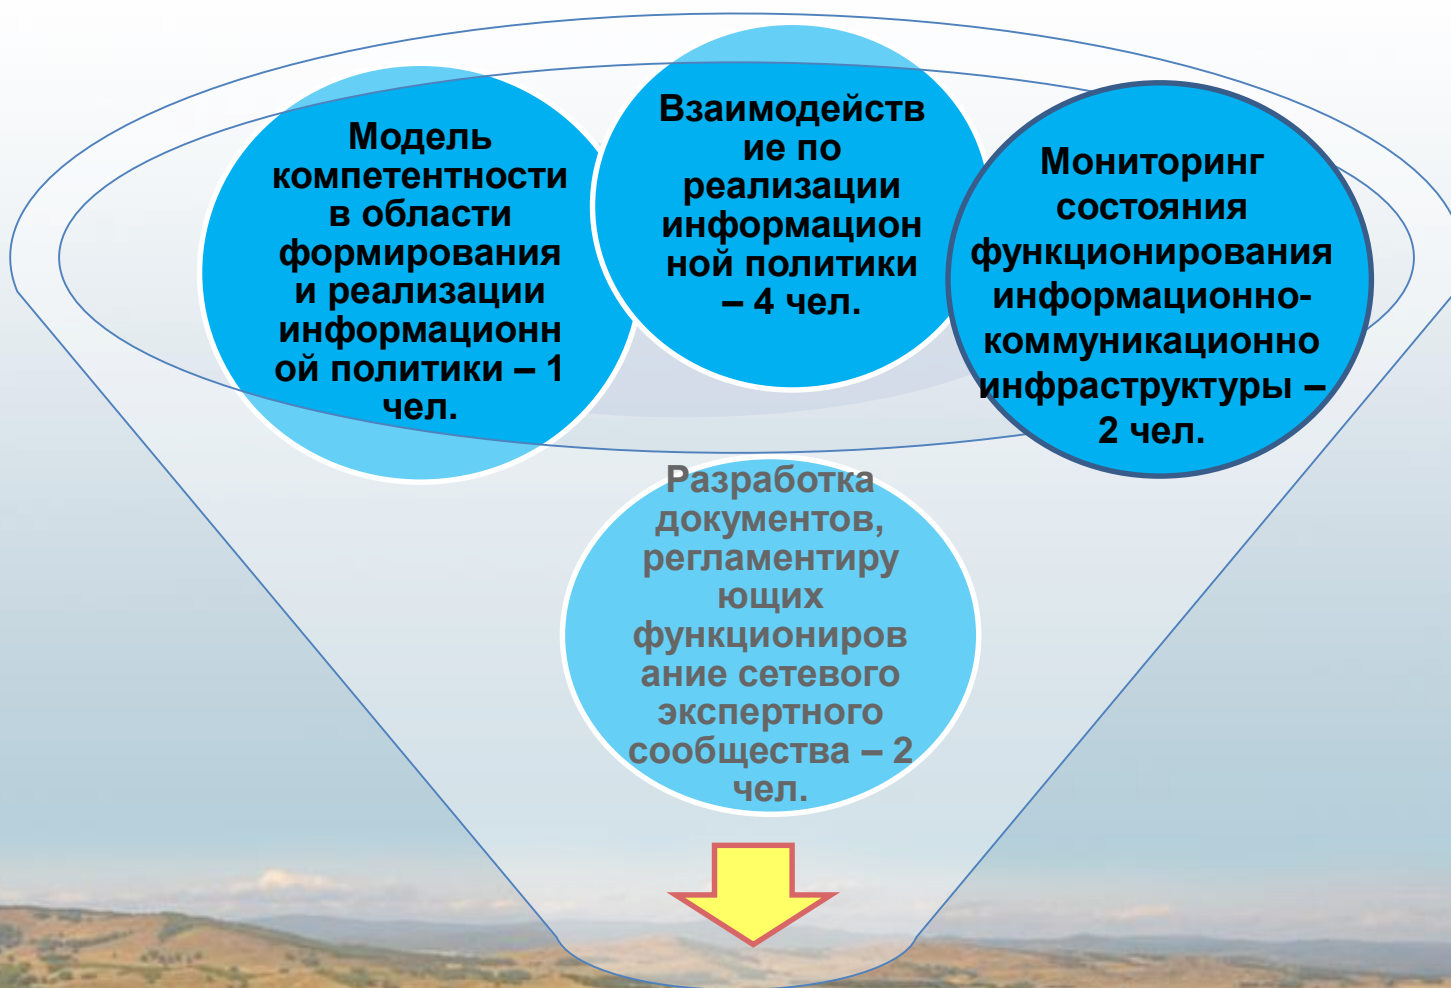 Модель
компетентности
в области
формирования
и реализации
информационн
ой политики – 1
чел.
Взаимодейств
ие по
реализации
информацион
ной политики
– 4 чел.
Мониторинг
состояния
функционирования
информационно-
коммуникационно
инфраструктуры –
2 чел.
Разработка
документов,
регламентиру
ющих
функциониров
ание сетевого
экспертного
сообщества – 2
чел.